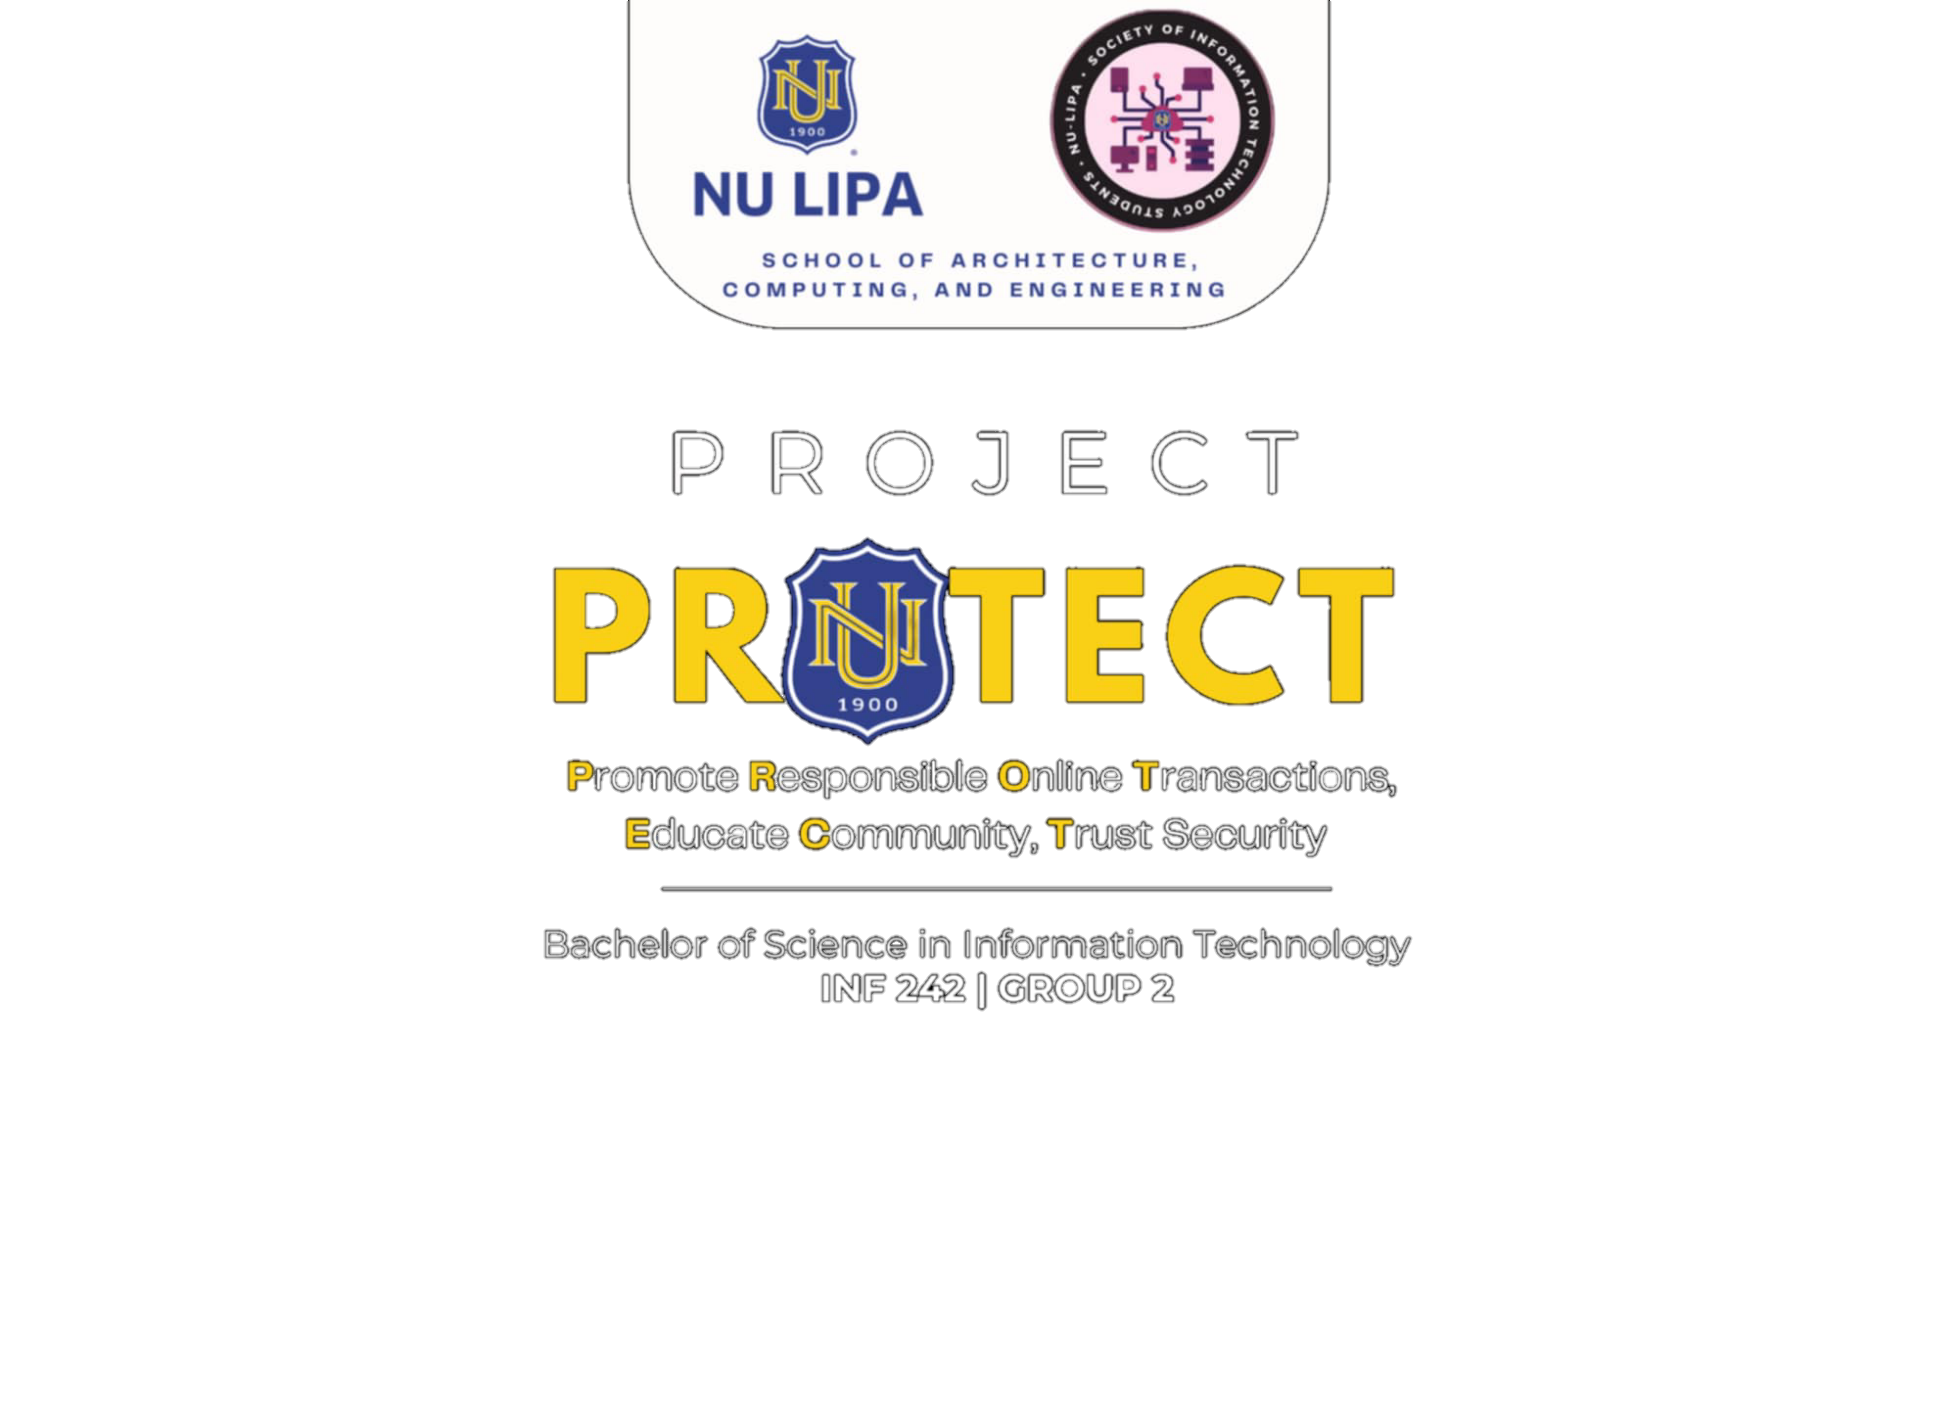 NU
1900
NU LIPA
NU-LIPA • SOCIETY OF INFORMATION TECHNOLOGY STUDENTS •
SCHOOL OF ARCHITECTURE,
COMPUTING, AND ENGINEERING
PROJECT
PR TECT
NU
1900
Promote Responsible Online Transactions,
Educate Community, Trust Security
Bachelor of Science in Information Technology
INF 242 | GROUP 2